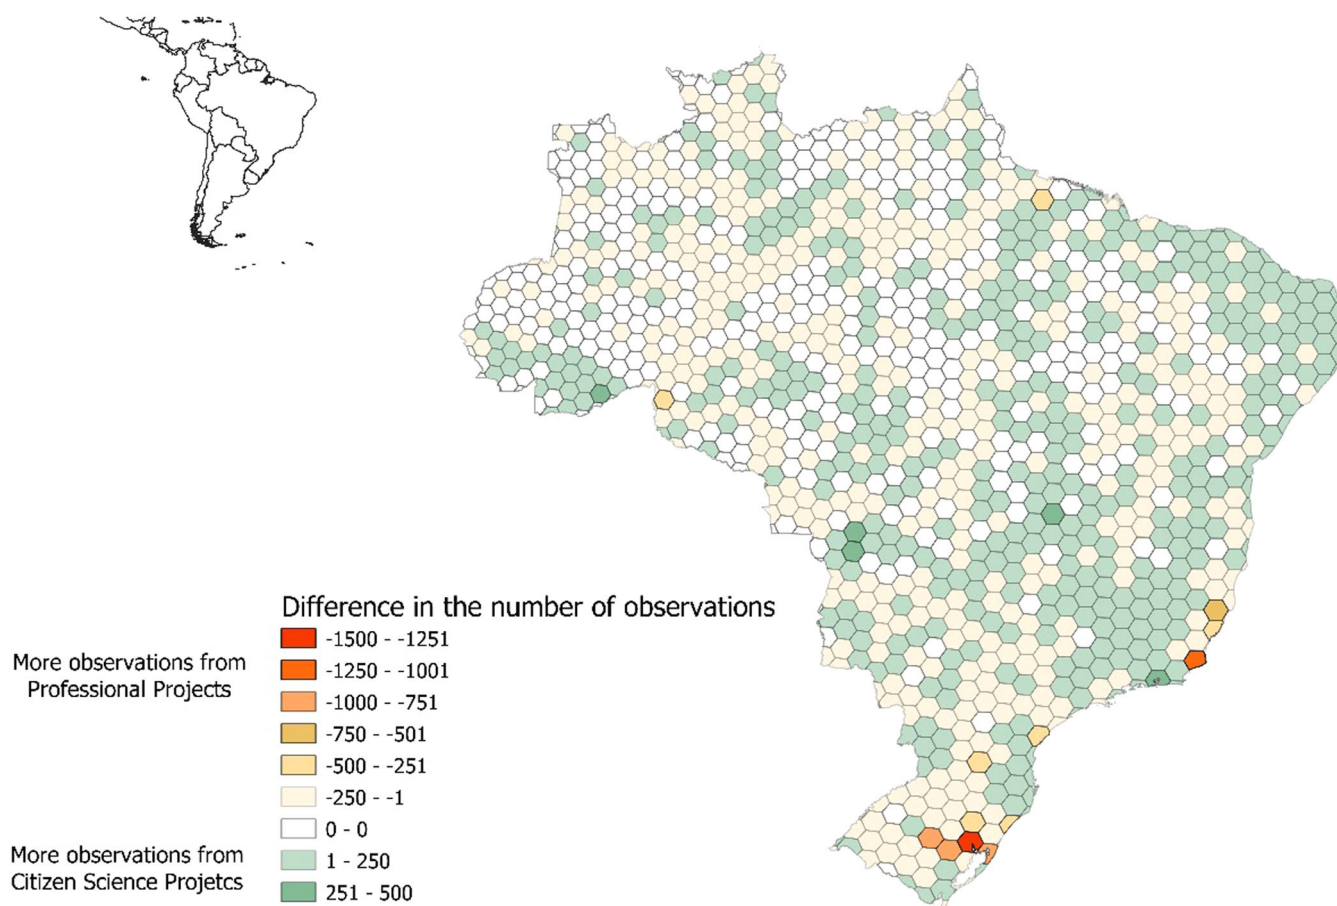 Difference in the number of observations
-1500 - -1251
More observations from
Professional Projects
-1250 - -1001
-1000 - -751
-750 - -501
-500 - -251
-250 - -1
0 - 0
More observations from
Citizen Science Projetcs
1 - 250
251 - 500